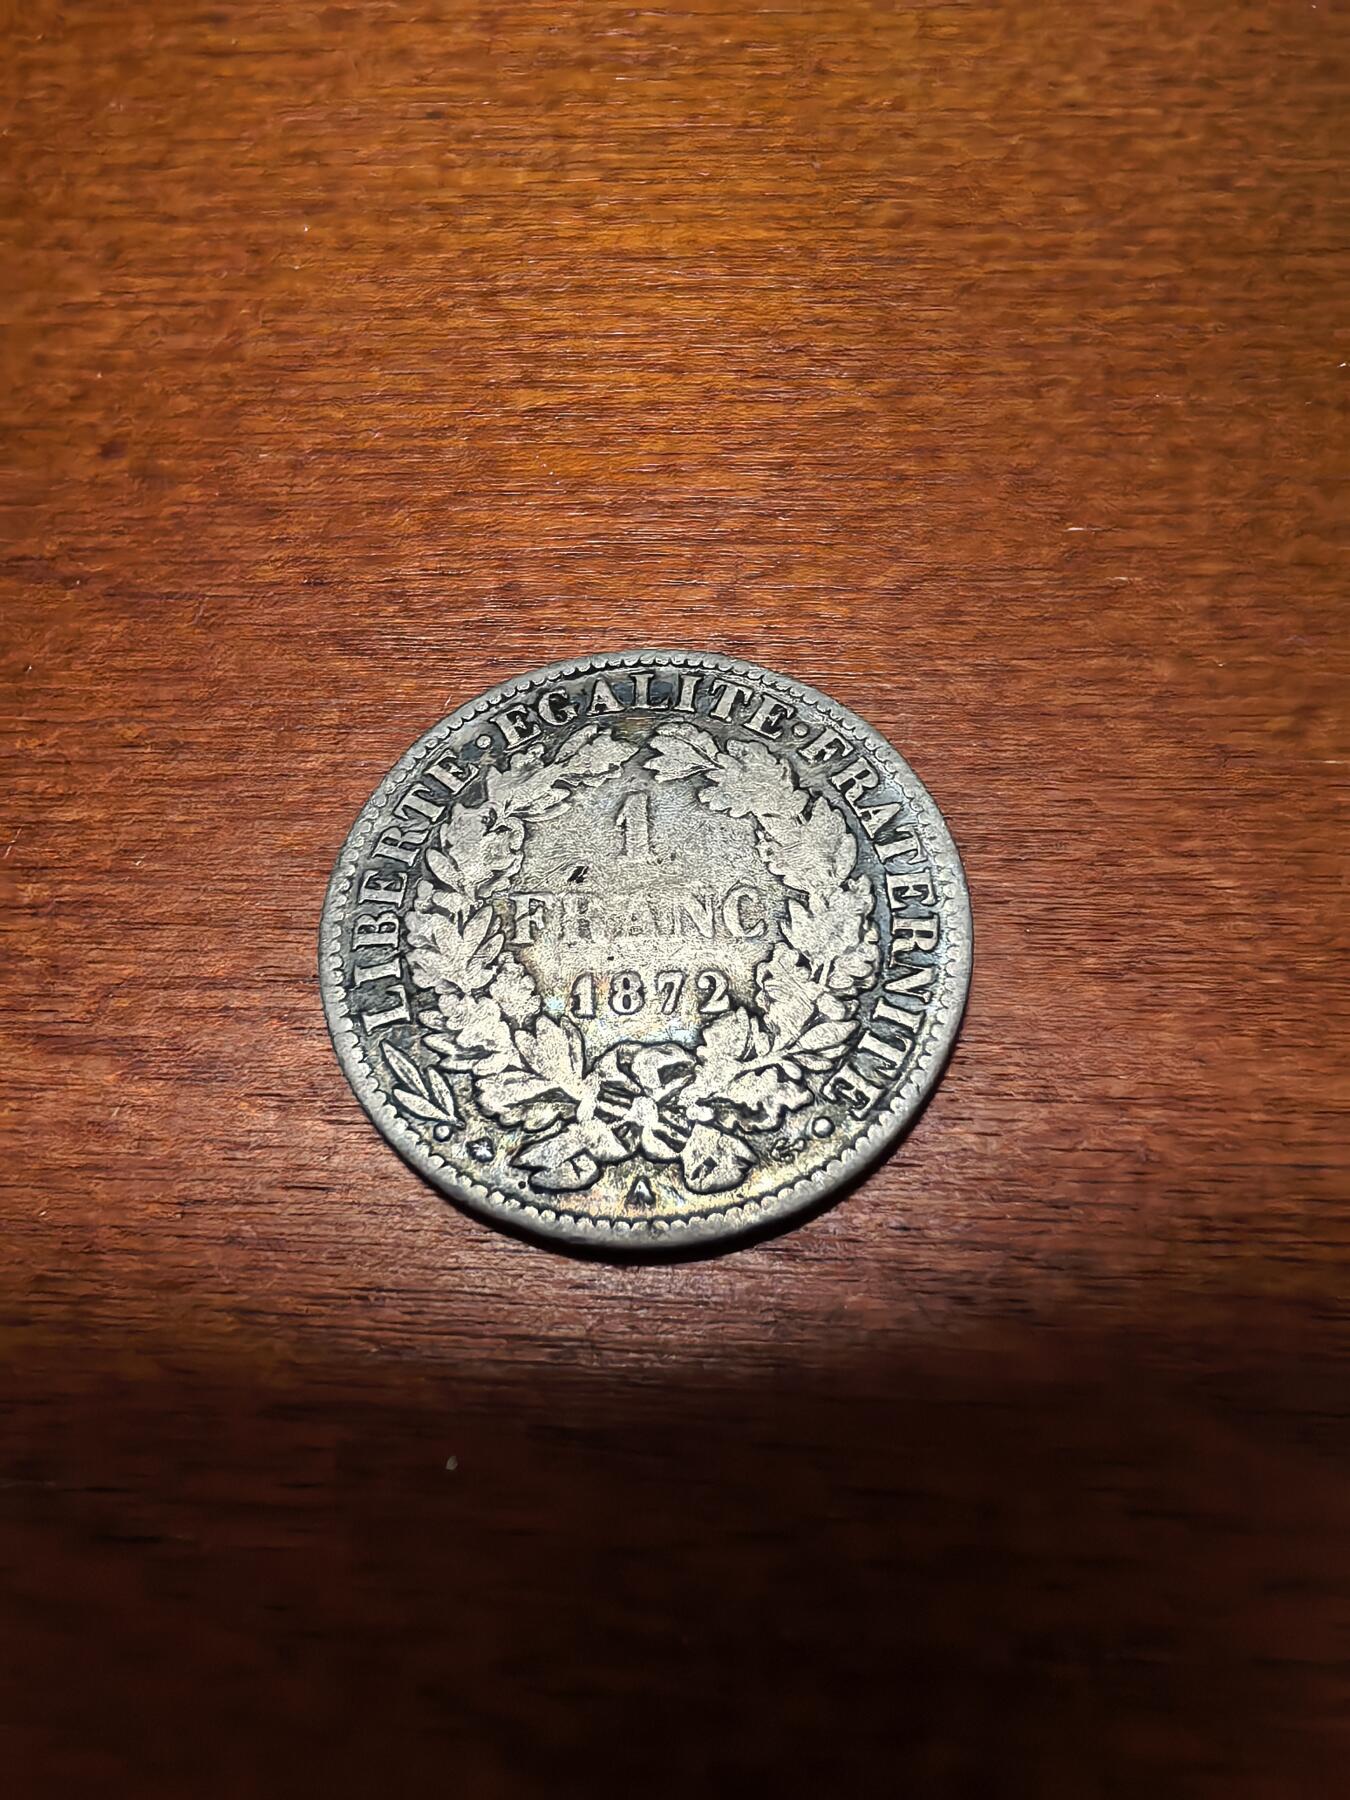 LIBERTE · EGALITE · FRATERNITE
1
FRANC
1872
A